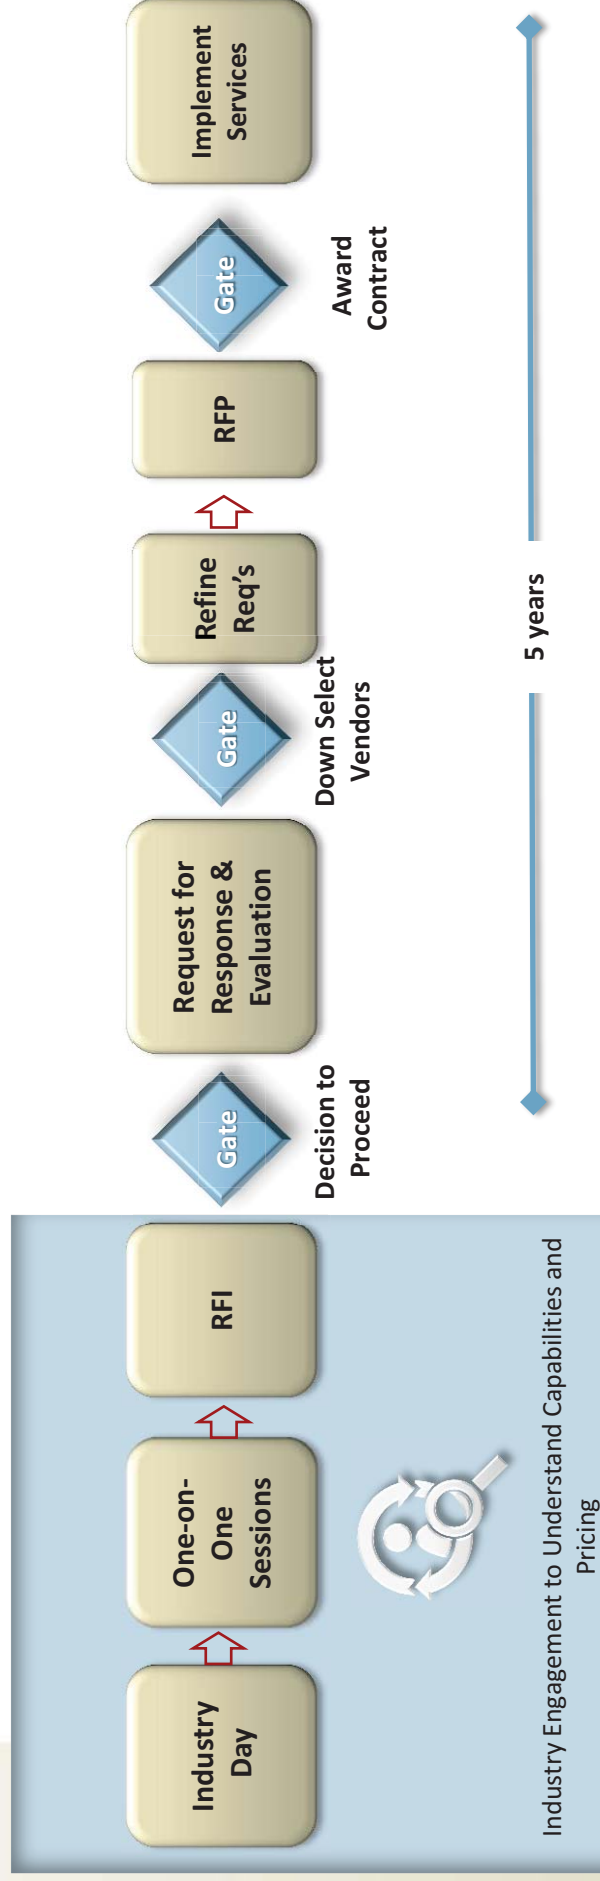 Industry
Day
One-on-
One
Sessions
RFI
Industry Engagement to Understand Capabilities and
Pricing
Gate
Decision to
Proceed
Request for
Response &
Evaluation
Gate
Down Select
Vendors
Refine
Req’s
RFP
Gate
Award
Contract
Implement
Services
5 years